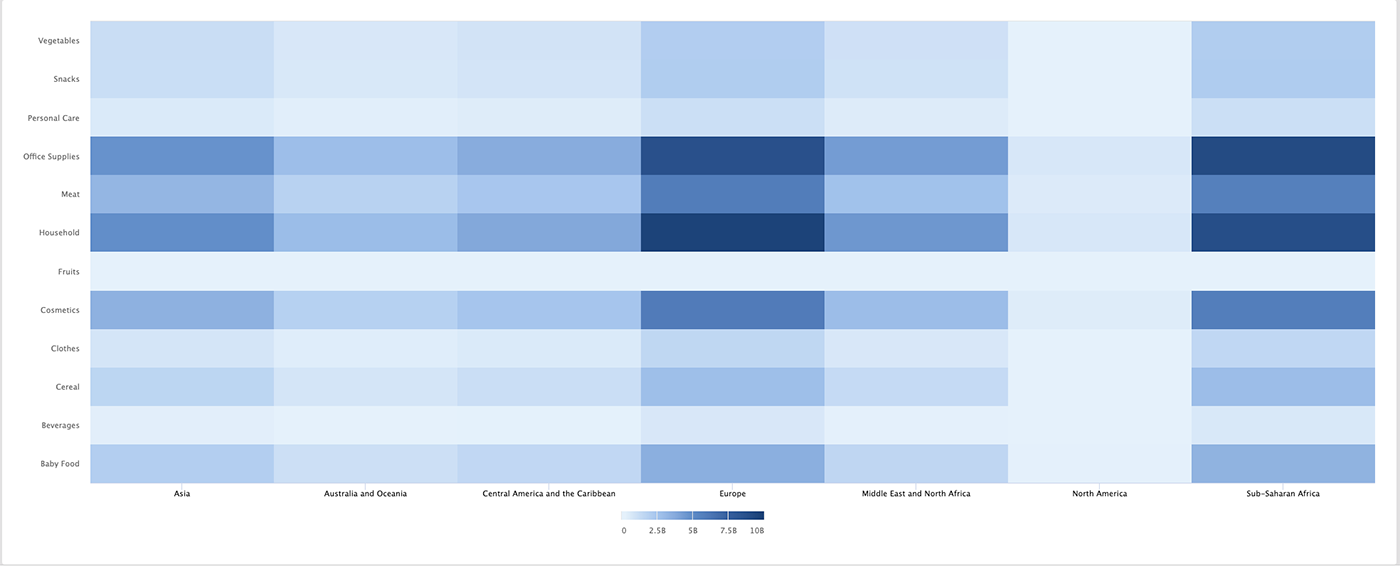 Vegetables
Snacks
Personal Care
Office Supplies
Meat
Household
Fruits
Cosmetics
Clothes
Cereal
Beverages
Baby Food
Asia Australia and Oceania Central America and the Caribbean Europe Middle East and North Africa North America Sub-Saharan Africa
0 2.5B 5B 7.5B 10B